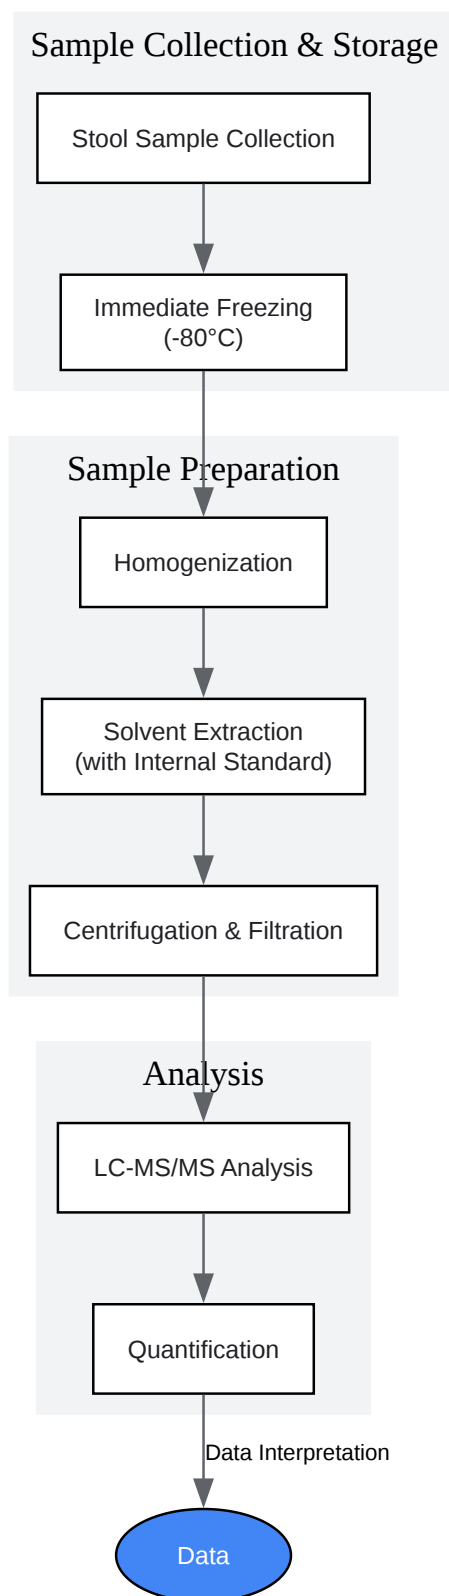 Sample Collection & Storage
Stool Sample Collection
Immediate Freezing
(-80°C)
Sample Preparation
Homogenization
Solvent Extraction
(with Internal Standard)
Centrifugation & Filtration
Analysis
LC-MS/MS Analysis
Quantification
Data Interpretation
Data